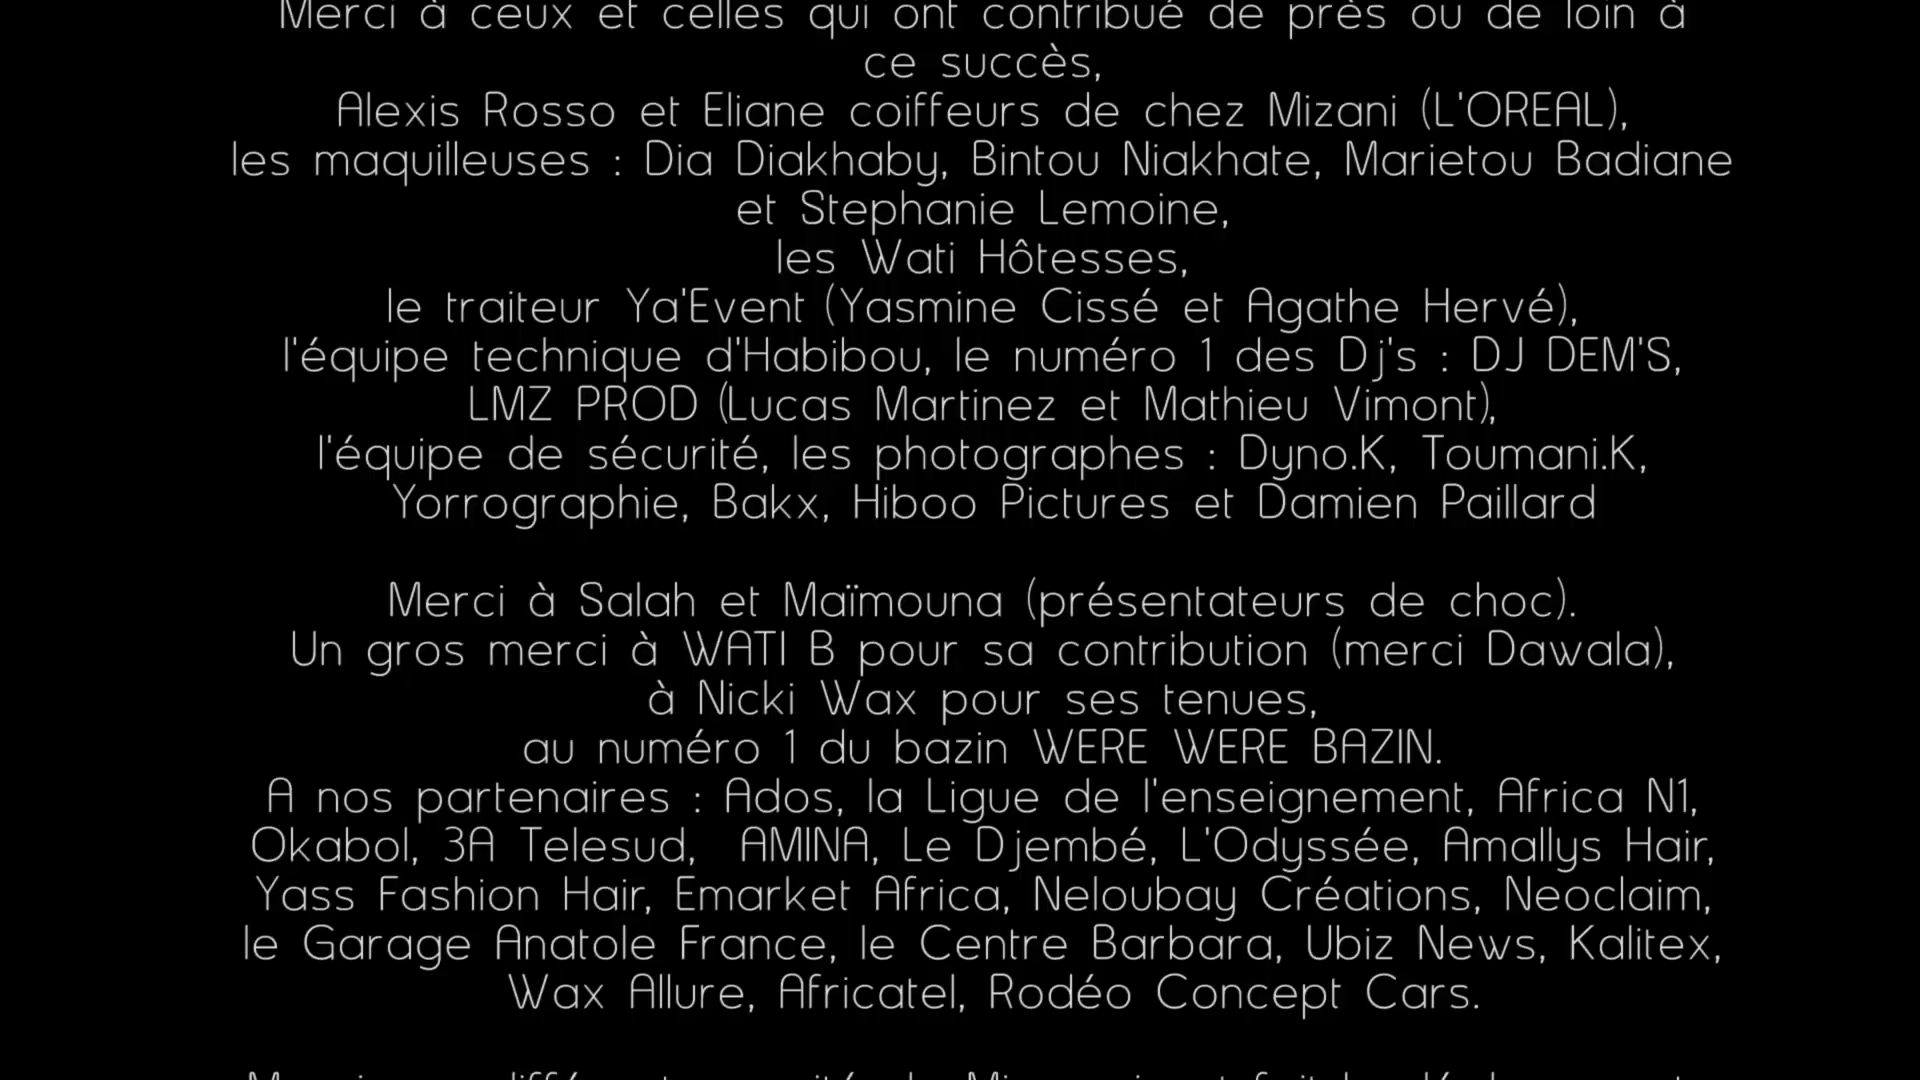 Merci à ceux et celles qui ont contribué de près ou de loin à
ce succès,
Alexis Rosso et Eliane coiffeurs de chez Mizani (L'OREAL),
les maquilleuses : Dia Diakhaby, Bintou Niakhate, Marietou Badiane
et Stephanie Lemoine,
les Wati Hôtesses,
le traiteur Ya'Event (Yasmine Cissé et Agathe Hervé),
l'équipe technique d'Habibou, le numéro 1 des Dj's : DJ DEM'S,
LMZ PROD (Lucas Martinez et Mathieu Vimont),
l'équipe de sécurité, les photographes : Dyno.K, Toumani.K,
Yorrographie, Bakx, Hiboo Pictures et Damien Paillard
Merci à Salah et Maïmouna (présentateurs de choc).
Un gros merci à WATI B pour sa contribution (merci Dawala),
à Nicki Wax pour ses tenues,
au numéro 1 du bazin WERE WERE BAZIN.
A nos partenaires : Ados, la Ligue de l'enseignement, Africa N1,
Okabol, 3A Telesud, AMINA, Le Djembé, L'Odyssée, Amallys Hair,
Yass Fashion Hair, Emarket Africa, Neloubay Créations, Neoclaim,
le Garage Anatole France, le Centre Barbara, Ubiz News, Kalitex,
Wax Allure, Africatel, Rodéo Concept Cars.